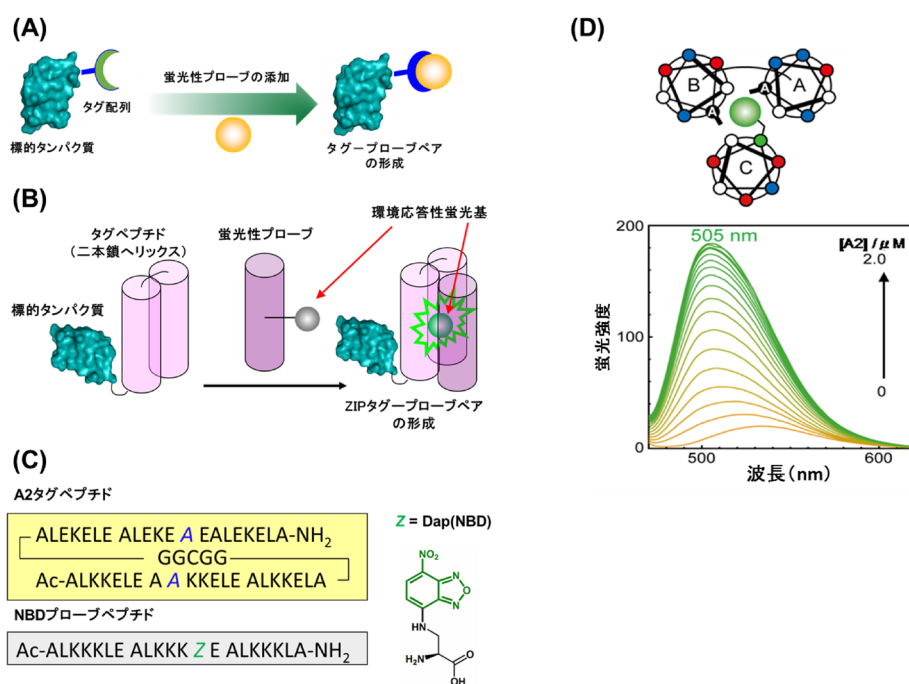 (A)
蛍光性プローブの添加
タグ配列
標的タンパク質
タグープローブペア
の形成
(B)
環境応答性蛍光基
タグペプチド
(二本鎖ヘリックス)
蛍光性プローブ
標的タンパク質
ZIPタグープローブペア
の形成
(C)
A2タグペプチド
ALEKELE ALEKE A EALEKELA-NH2
GGCGG
Ac-ALKKELE A A KKELE ALKKELA
NBDプローブペプチド
Ac-ALKKKLE ALKKK Z E ALKKKLA-NH2
Z = Dap(NBD)
NO2
N
O
N
HN
O
H2N
OH
(D)
B
A
A
A
C
200
505 nm
[A2] / μM
2.0
100
0
0
500
600
蛍光強度
波長(nm)